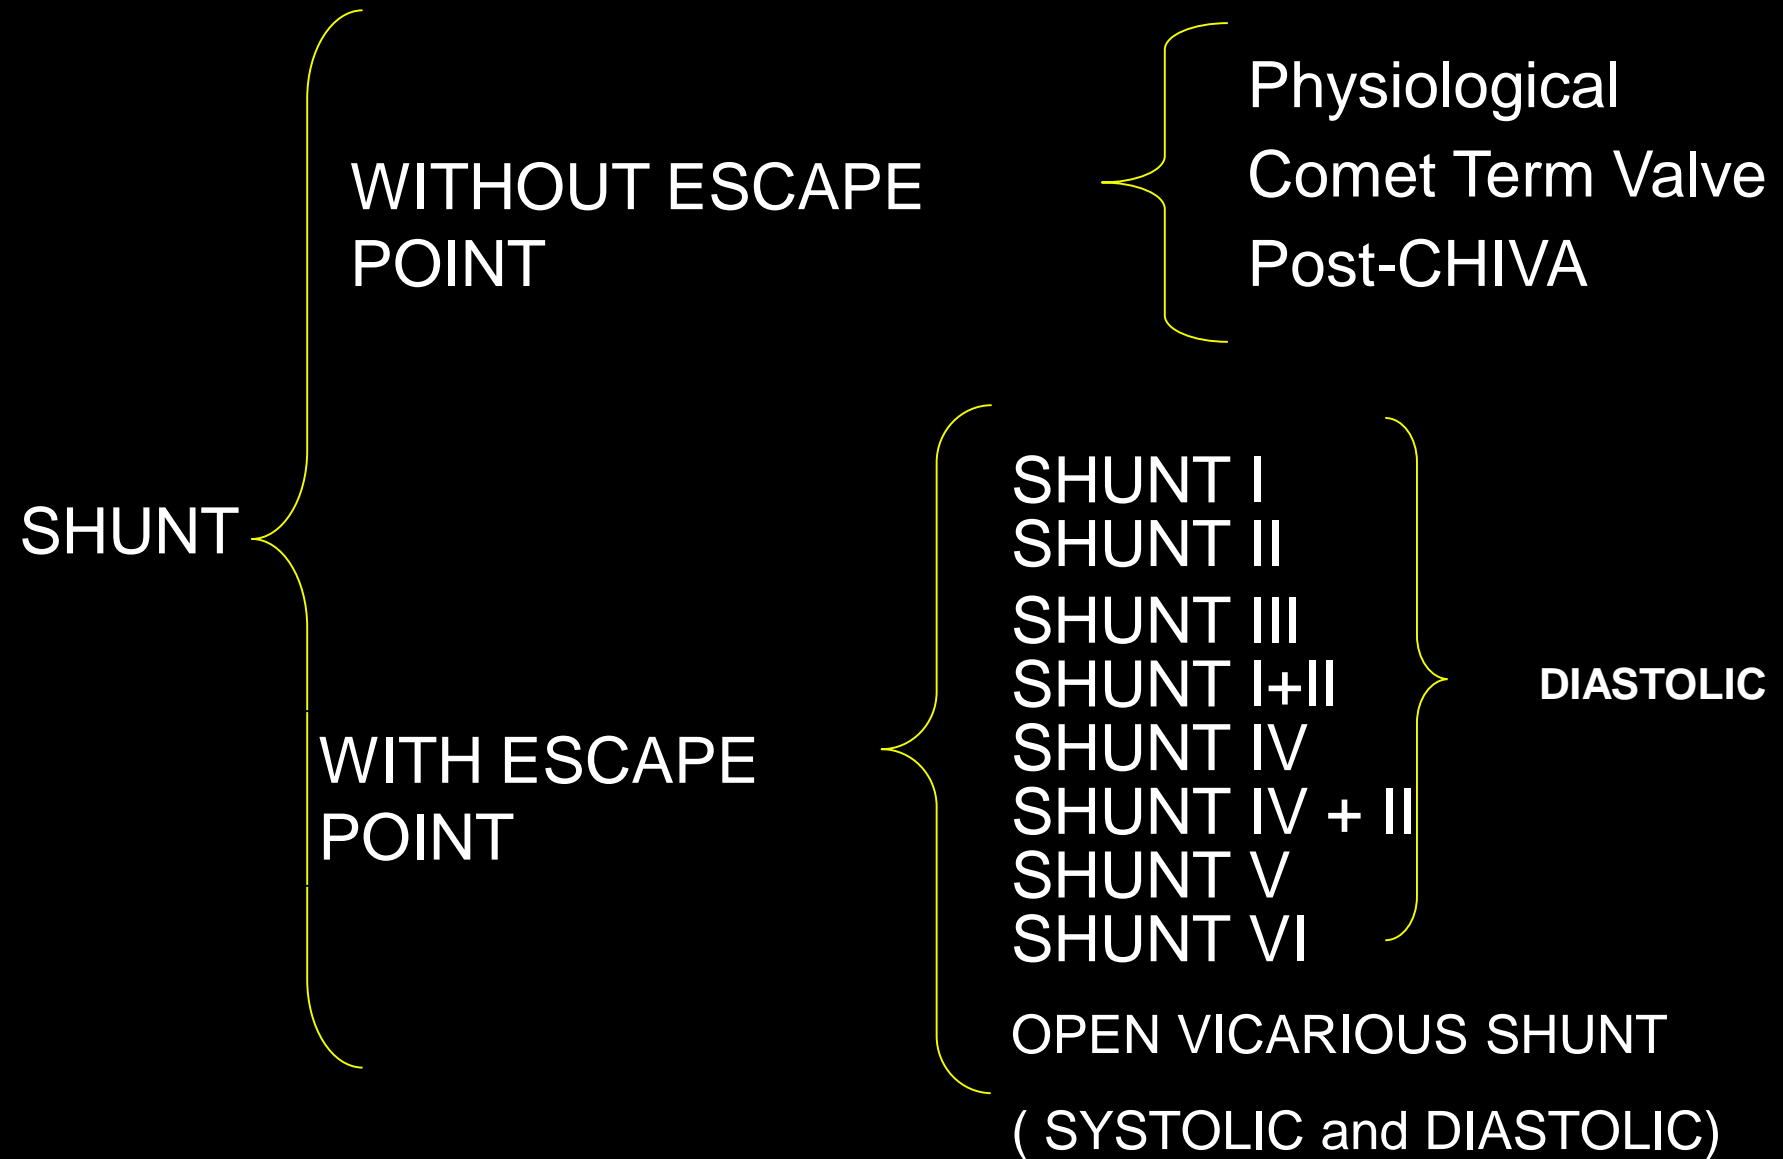 SHUNT
WITHOUT ESCAPE
POINT
Physiological
Comet Term Valve
Post-CHIVA
WITH ESCAPE
POINT
SHUNT I
SHUNT II
SHUNT III
SHUNT I+II
SHUNT IV
SHUNT IV + II
SHUNT V
SHUNT VI
DIASTOLIC
OPEN VICARIOUS SHUNT
( SYSTOLIC and DIASTOLIC)